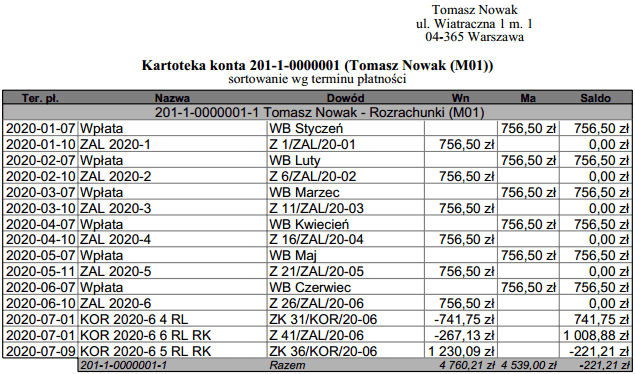 Tomasz Nowak
ul. Wiatraczna 1 m. 1
04-365 Warszawa
Kartoteka konta 201-1-0000001 (Tomasz Nowak (M01))
sortowanie wg terminu płatności
Ter. pł. Nazwa Dowód Wn Ma Saldo
201-1-0000001-1 Tomasz Nowak - Rozrachunki (M01)
2020-01-07 Wpłata WB Styczeń 756,50 zł 756,50 zł
2020-01-10 ZAL 2020-1 Z 1/ZAL/20-01 756,50 zł 0,00 zł
2020-02-07 Wpłata WB Luty 756,50 zł 756,50 zł
2020-02-10 ZAL 2020-2 Z 6/ZAL/20-02 756,50 zł 0,00 zł
2020-03-07 Wpłata WB Marzec 756,50 zł 756,50 zł
2020-03-10 ZAL 2020-3 Z 11/ZAL/20-03 756,50 zł 0,00 zł
2020-04-07 Wpłata WB Kwiecień 756,50 zł 756,50 zł
2020-04-10 ZAL 2020-4 Z 16/ZAL/20-04 756,50 zł 0,00 zł
2020-05-07 Wpłata WB Maj 756,50 zł 756,50 zł
2020-05-11 ZAL 2020-5 Z 21/ZAL/20-05 756,50 zł 0,00 zł
2020-06-07 Wpłata WB Czerwiec 756,50 zł 756,50 zł
2020-06-10 ZAL 2020-6 Z 26/ZAL/20-06 756,50 zł 0,00 zł
2020-07-01 KOR 2020-6 4 RL ZK 31/KOR/20-06 -741,75 zł 741,75 zł
2020-07-01 KOR 2020-6 6 RL RK Z 41/ZAL/20-06 -267,13 zł 1 008,88 zł
2020-07-09 KOR 2020-6 5 RL RK ZK 36/KOR/20-06 1 230,09 zł -221,21 zł
201-1-0000001-1 Razem 4 760,21 zł 4 539,00 zł -221,21 zł